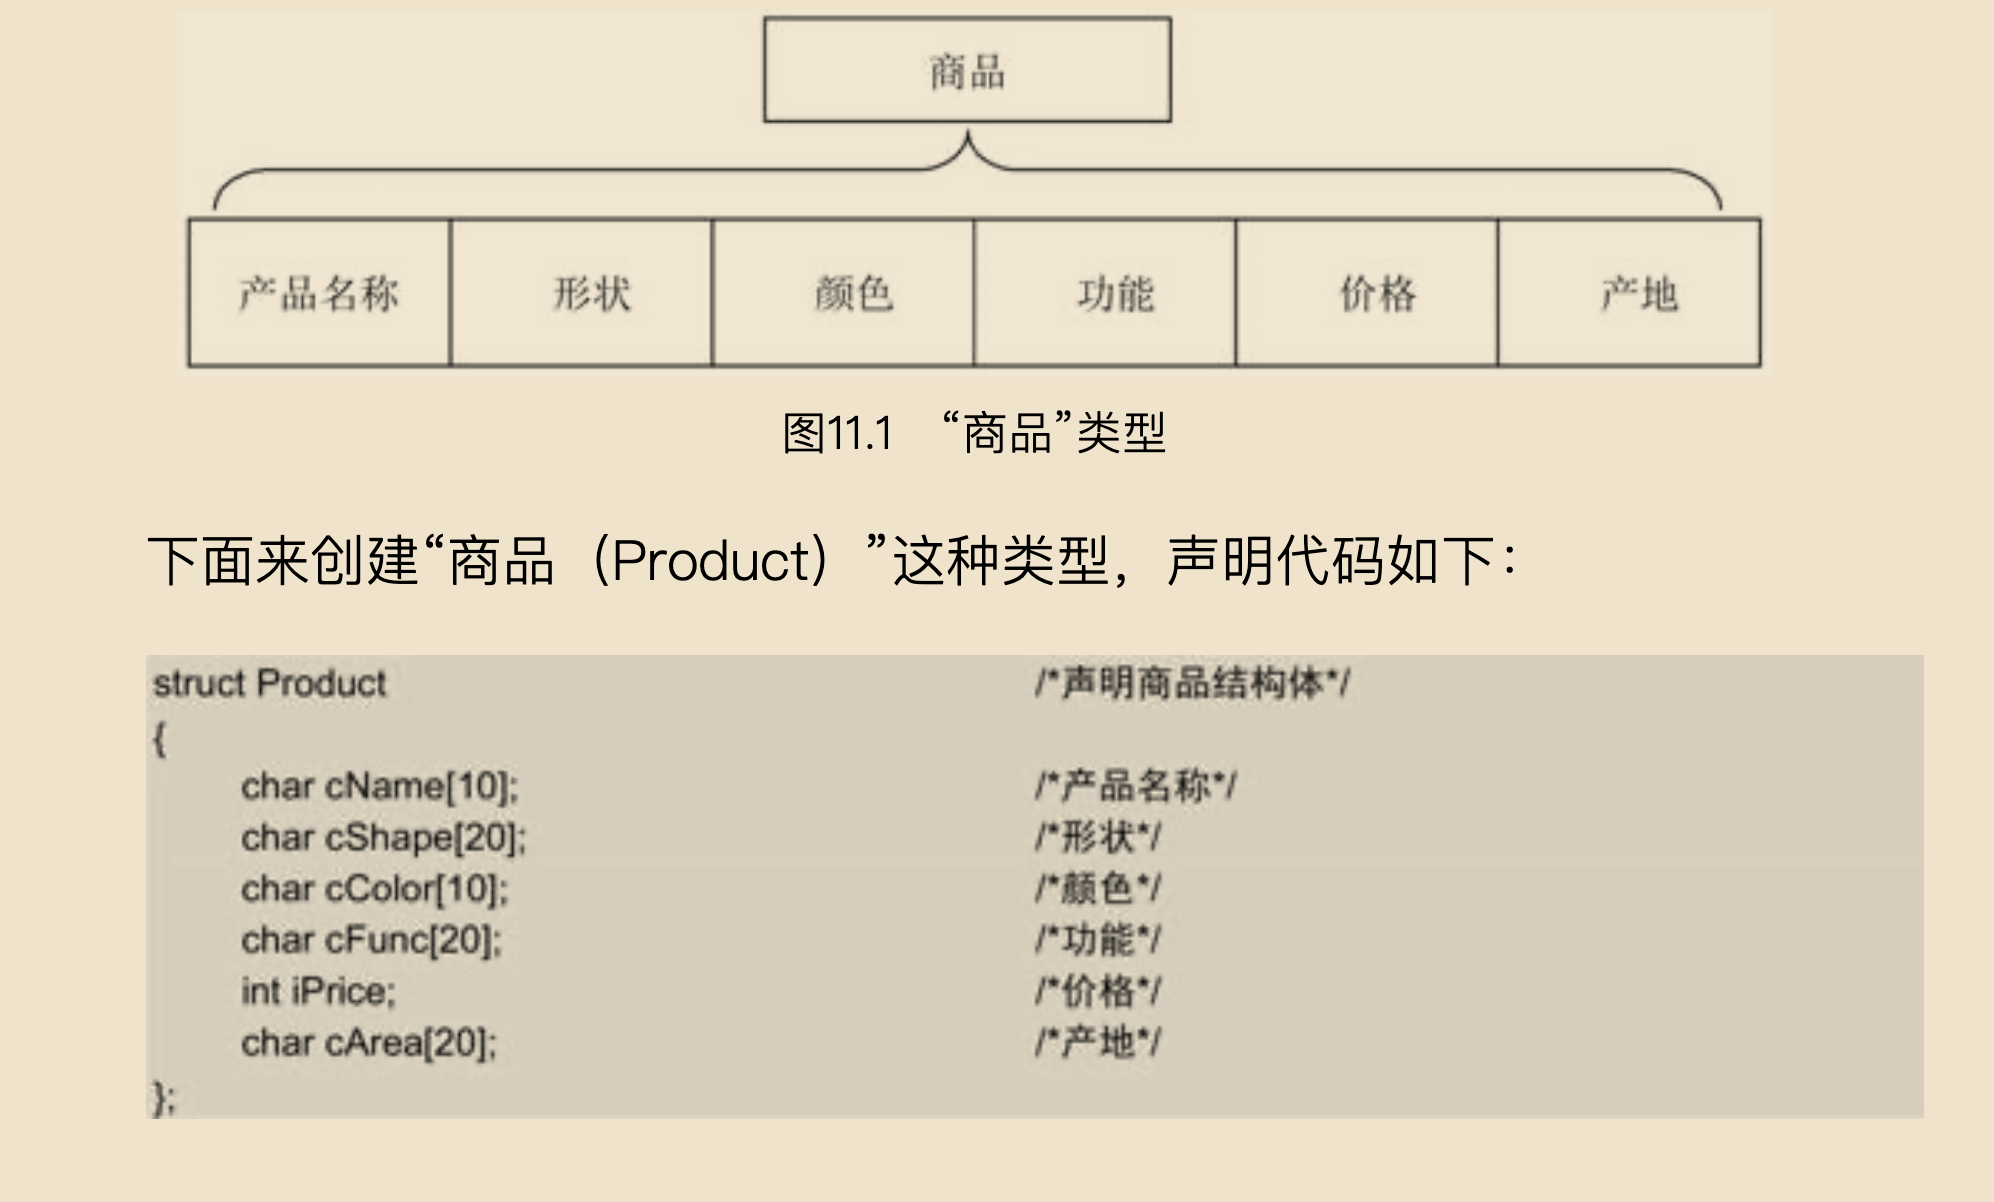 商品
产品名称 形状 颜色 功能 价格 产地
图11.1 “商品”类型
下面来创建“商品（Product）”这种类型，声明代码如下：
struct Product /*声明商品结构体*/
{
char cName[10]; /*产品名称*/
char cShape[20]; /*形状*/
char cColor[10]; /*颜色*/
char cFunc[20]; /*功能*/
int iPrice; /*价格*/
char cArea[20]; /*产地*/
};